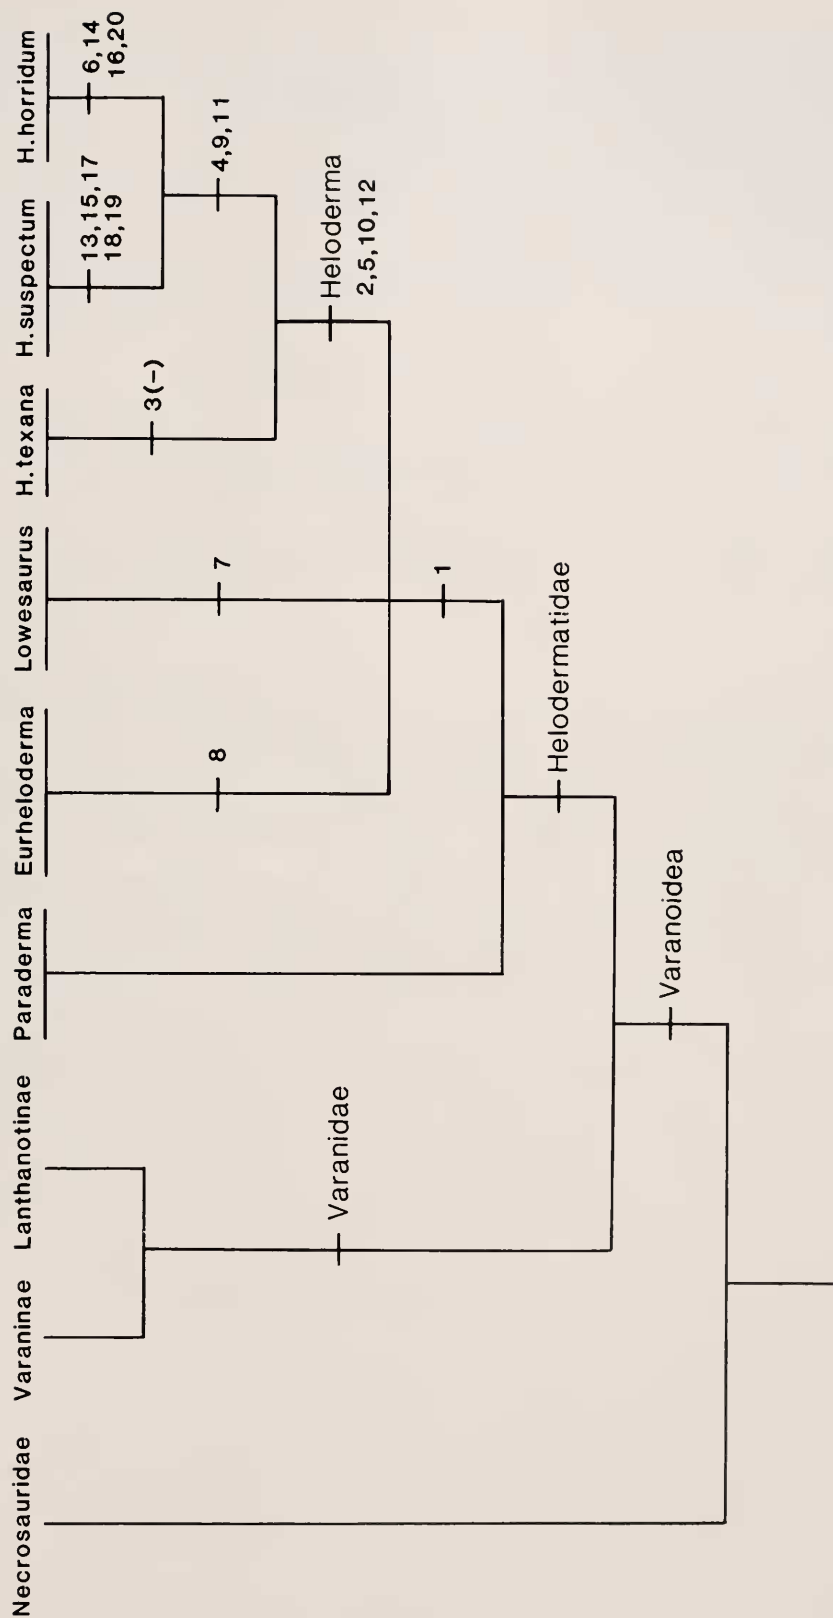 Necrosauridae
Varaninae
Lanthanotinae
Paraderma
Eurheloderma
Lowesaurus
H.texana
H.suspectum
H.horridum
13,15,17
18,19
6,14
16,20
3(-)
4,9,11
8
7
Heloderma
2,5,10,12
Varanidae
1
Helodermatidae
Varanoidea